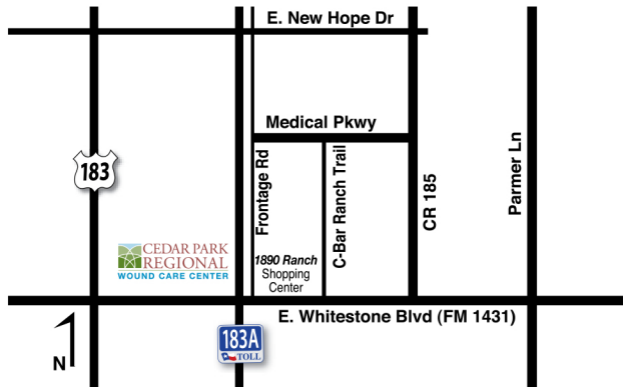 E. New Hope Dr
Medical Pkwy
183
Frontage Rd
C-Bar Ranch Trail
CR 185
Parmer Ln
CEDAR PARK
REGIONAL
WOUND CARE CENTER
1890 Ranch
Shopping
Center
E. Whitestone Blvd (FM 1431)
183A
TOLL
N